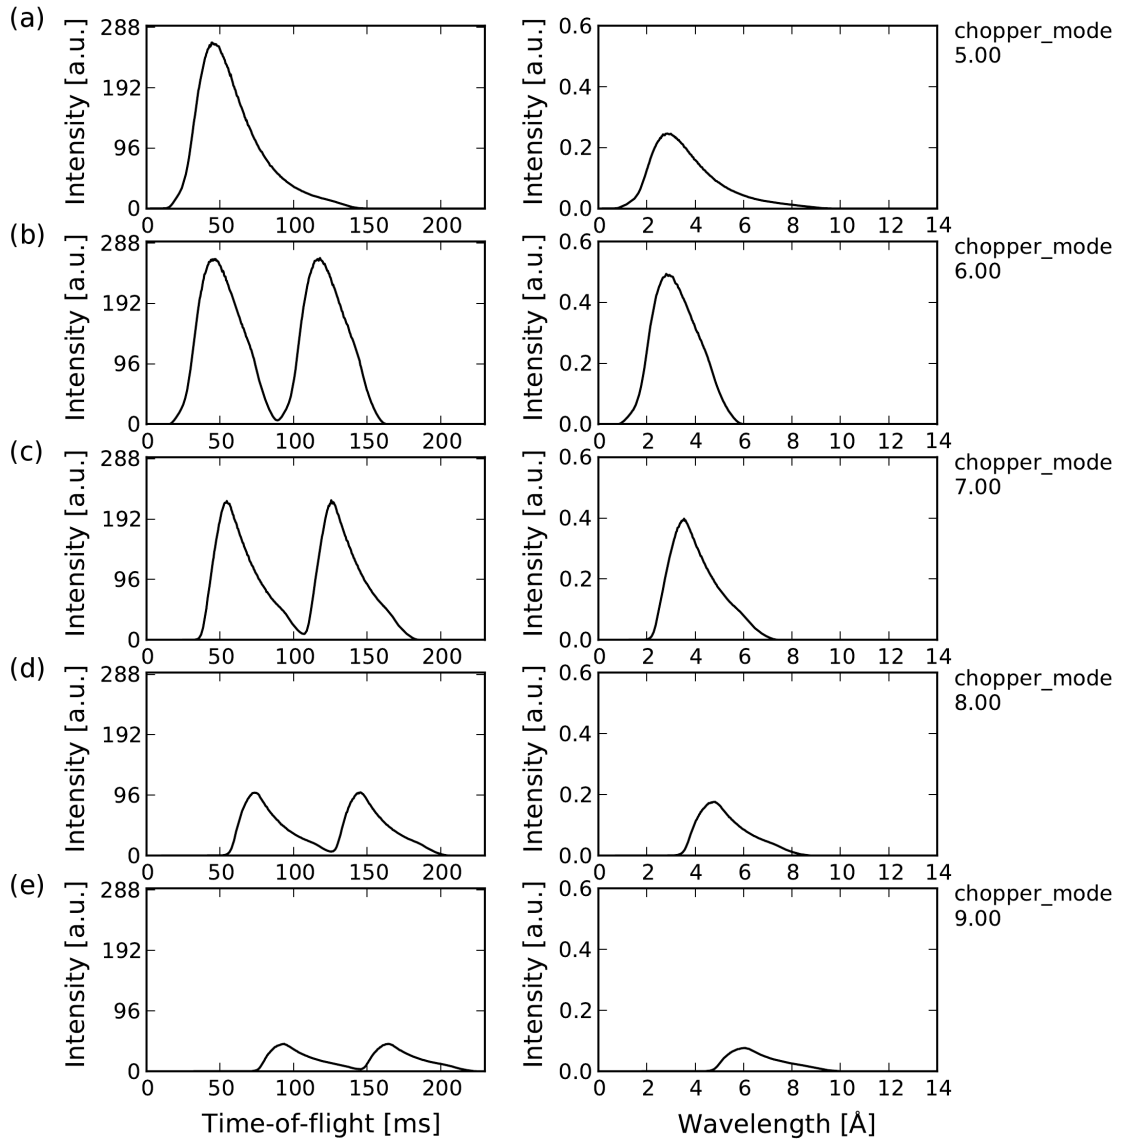 (a)
Intensity [a.u.]
288
192
96
0
0 50 100 150 200
Intensity [a.u.]
0.6
0.4
0.2
0.0
0 2 4 6 8 10 12 14
chopper_mode
5.00
(b)
Intensity [a.u.]
288
192
96
0
0 50 100 150 200
Intensity [a.u.]
0.6
0.4
0.2
0.0
0 2 4 6 8 10 12 14
chopper_mode
6.00
(c)
Intensity [a.u.]
288
192
96
0
0 50 100 150 200
Intensity [a.u.]
0.6
0.4
0.2
0.0
0 2 4 6 8 10 12 14
chopper_mode
7.00
(d)
Intensity [a.u.]
288
192
96
0
0 50 100 150 200
Intensity [a.u.]
0.6
0.4
0.2
0.0
0 2 4 6 8 10 12 14
chopper_mode
8.00
(e)
Intensity [a.u.]
288
192
96
0
0 50 100 150 200
Time-of-flight [ms]
Intensity [a.u.]
0.6
0.4
0.2
0.0
0 2 4 6 8 10 12 14
Wavelength [Å]
chopper_mode
9.00